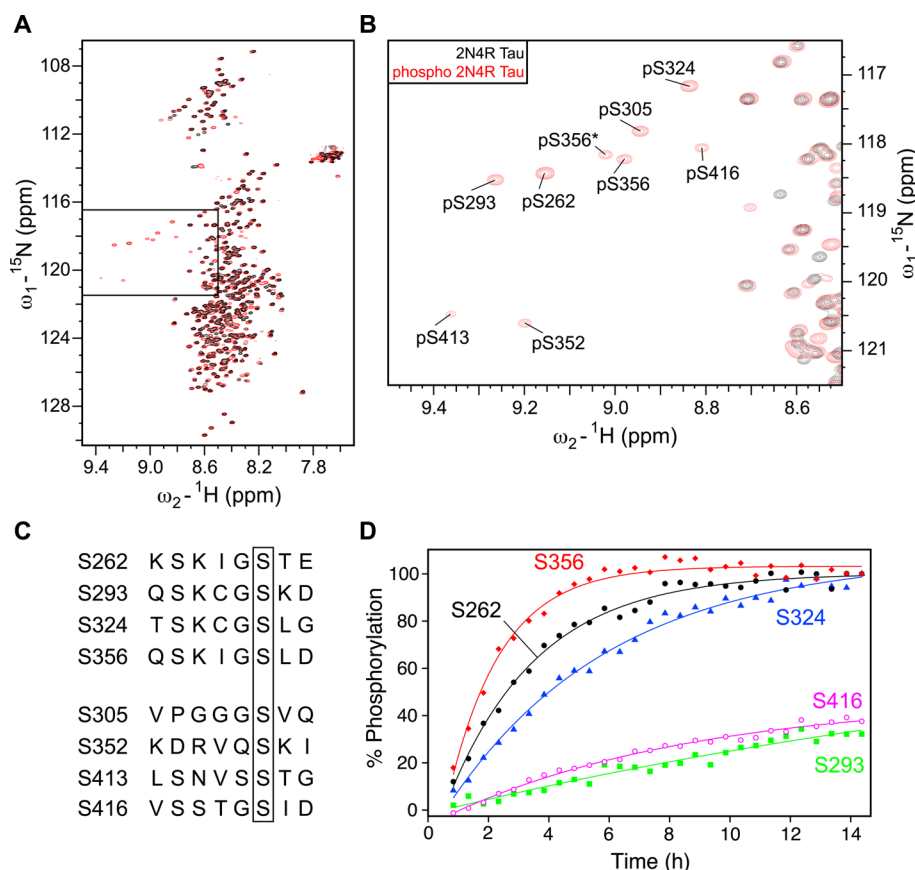 A
108
112
116
120
124
128
ω₁-¹⁵N (ppm)
9.4
9.0
8.6
8.2
7.8
ω₂-¹H (ppm)
B
2N4R Tau
phospho 2N4R Tau
pS324
pS305
pS356*
pS356
pS416
pS293
pS262
pS413
pS352
117
118
119
120
121
ω₁-¹⁵N (ppm)
9.4
9.2
9.0
8.8
8.6
ω₂-¹H (ppm)
C
S262 K S K I G S T E
S293 Q S K C G S K D
S324 T S K C G S L G
S356 Q S K I G S L D
S305 V P G G G S V Q
S352 K D R V Q S K I
S413 L S N V S S T G
S416 V S S T G S I D
D
S356
S262
S324
S416
S293
100
80
60
40
20
0
% Phosphorylation
0
2
4
6
8
10
12
14
Time (h)